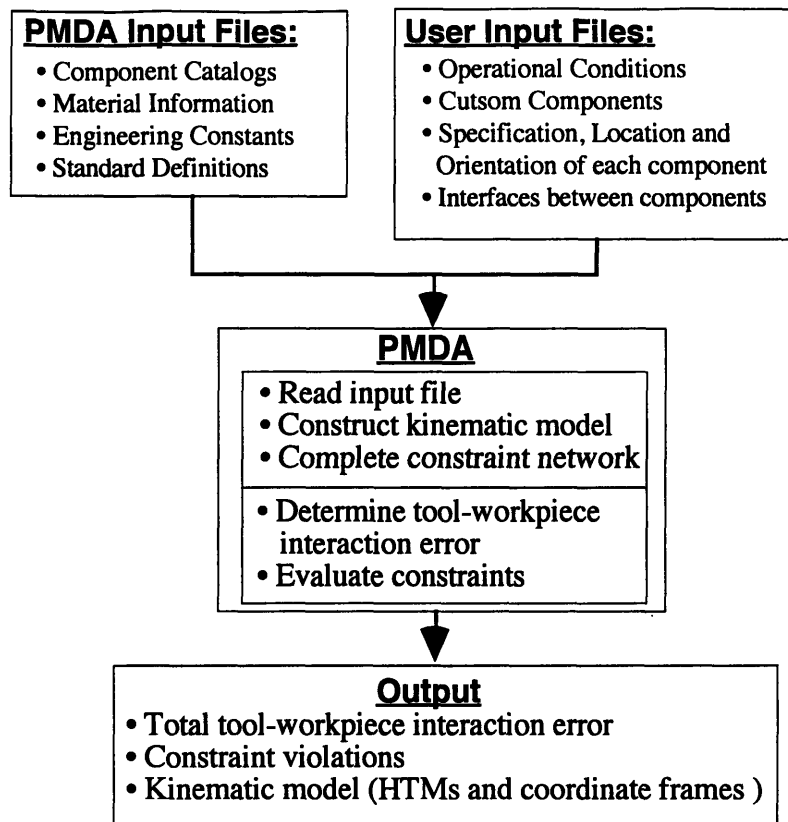 PMDA Input Files:
• Component Catalogs
• Material Information
• Engineering Constants
• Standard Definitions
User Input Files:
• Operational Conditions
• Cutsom Components
• Specification, Location and
Orientation of each component
• Interfaces between components
PMDA
• Read input file
• Construct kinematic model
• Complete constraint network
• Determine tool-workpiece
interaction error
• Evaluate constraints
Output
• Total tool-workpiece interaction error
• Constraint violations
• Kinematic model (HTMs and coordinate frames )